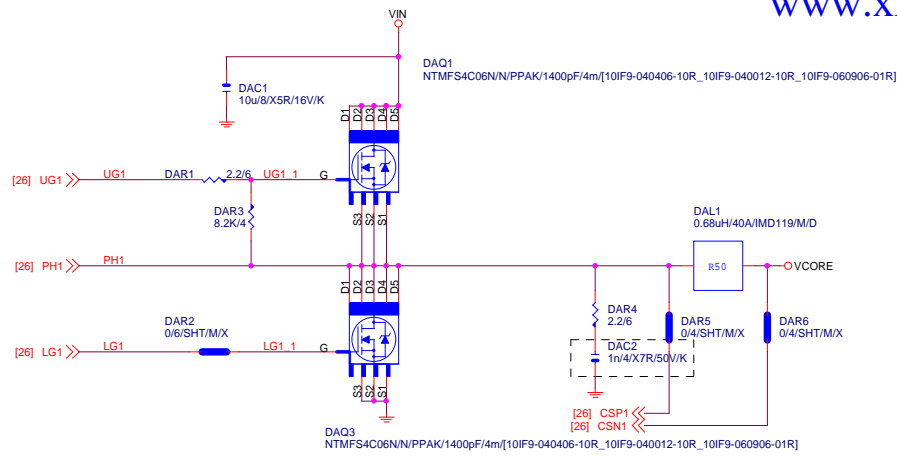 www.x
VIN
DAQ1
NTMFS4C06N/N/PPAK/1400pF/4m/[10IF9-040406-10R_10IF9-040012-10R_10IF9-060906-01R]
DAC1
10u/8/X5R/16V/K
D1 D2 D3 D4 D5
[26] UG1 UG1 DAR1 2.2/6 UG1_1 G
S3 S2 S1
DAR3
8.2K/4
DAL1
0.68uH/40A/IMD119/M/D
[26] PH1 PH1 R50 VCORE
D1 D2 D3 D4 D5
DAR2
0/6/SHT/M/X
DAR4
2.2/6
DAR5
0/4/SHT/M/X
DAR6
0/4/SHT/M/X
[26] LG1 LG1 LG1_1 G
DAC2
1n/4/X7R/50V/K
S3 S2 S1
[26] CSP1
[26] CSN1
DAQ3
NTMFS4C06N/N/PPAK/1400pF/4m/[10IF9-040406-10R_10IF9-040012-10R_10IF9-060906-01R]